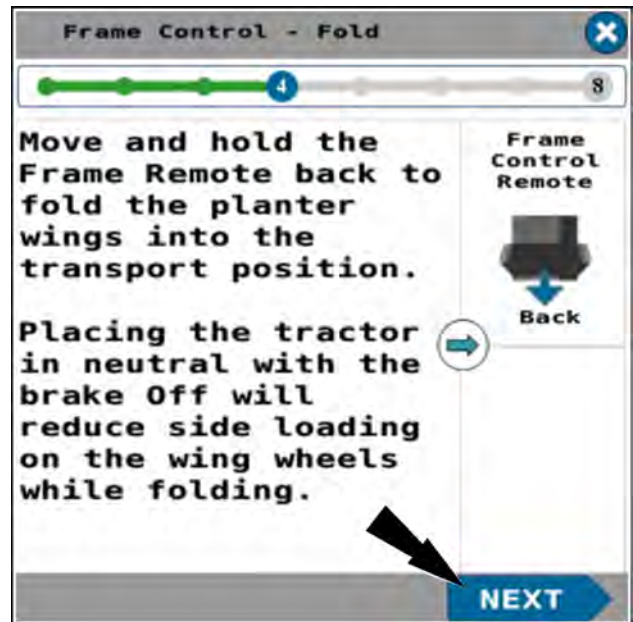 Frame Control - Fold
4
8
Move and hold the
Frame Remote back to
fold the planter
wings into the
transport position.
Placing the tractor
in neutral with the
brake Off will
reduce side loading
on the wing wheels
while folding.
Frame
Control
Remote
Back
NEXT